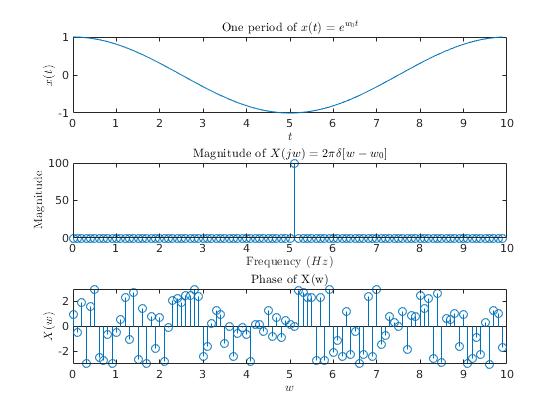 One period of x(t) = e^{w_0 t}
1
0
-1
x(t)
0 1 2 3 4 5 6 7 8 9 10
t
Magnitude of X(jw) = 2πδ[w − w_0]
100
50
0
Magnitude
0 1 2 3 4 5 6 7 8 9 10
Frequency (Hz)
Phase of X(w)
2
0
-2
X(w)
0 1 2 3 4 5 6 7 8 9 10
w